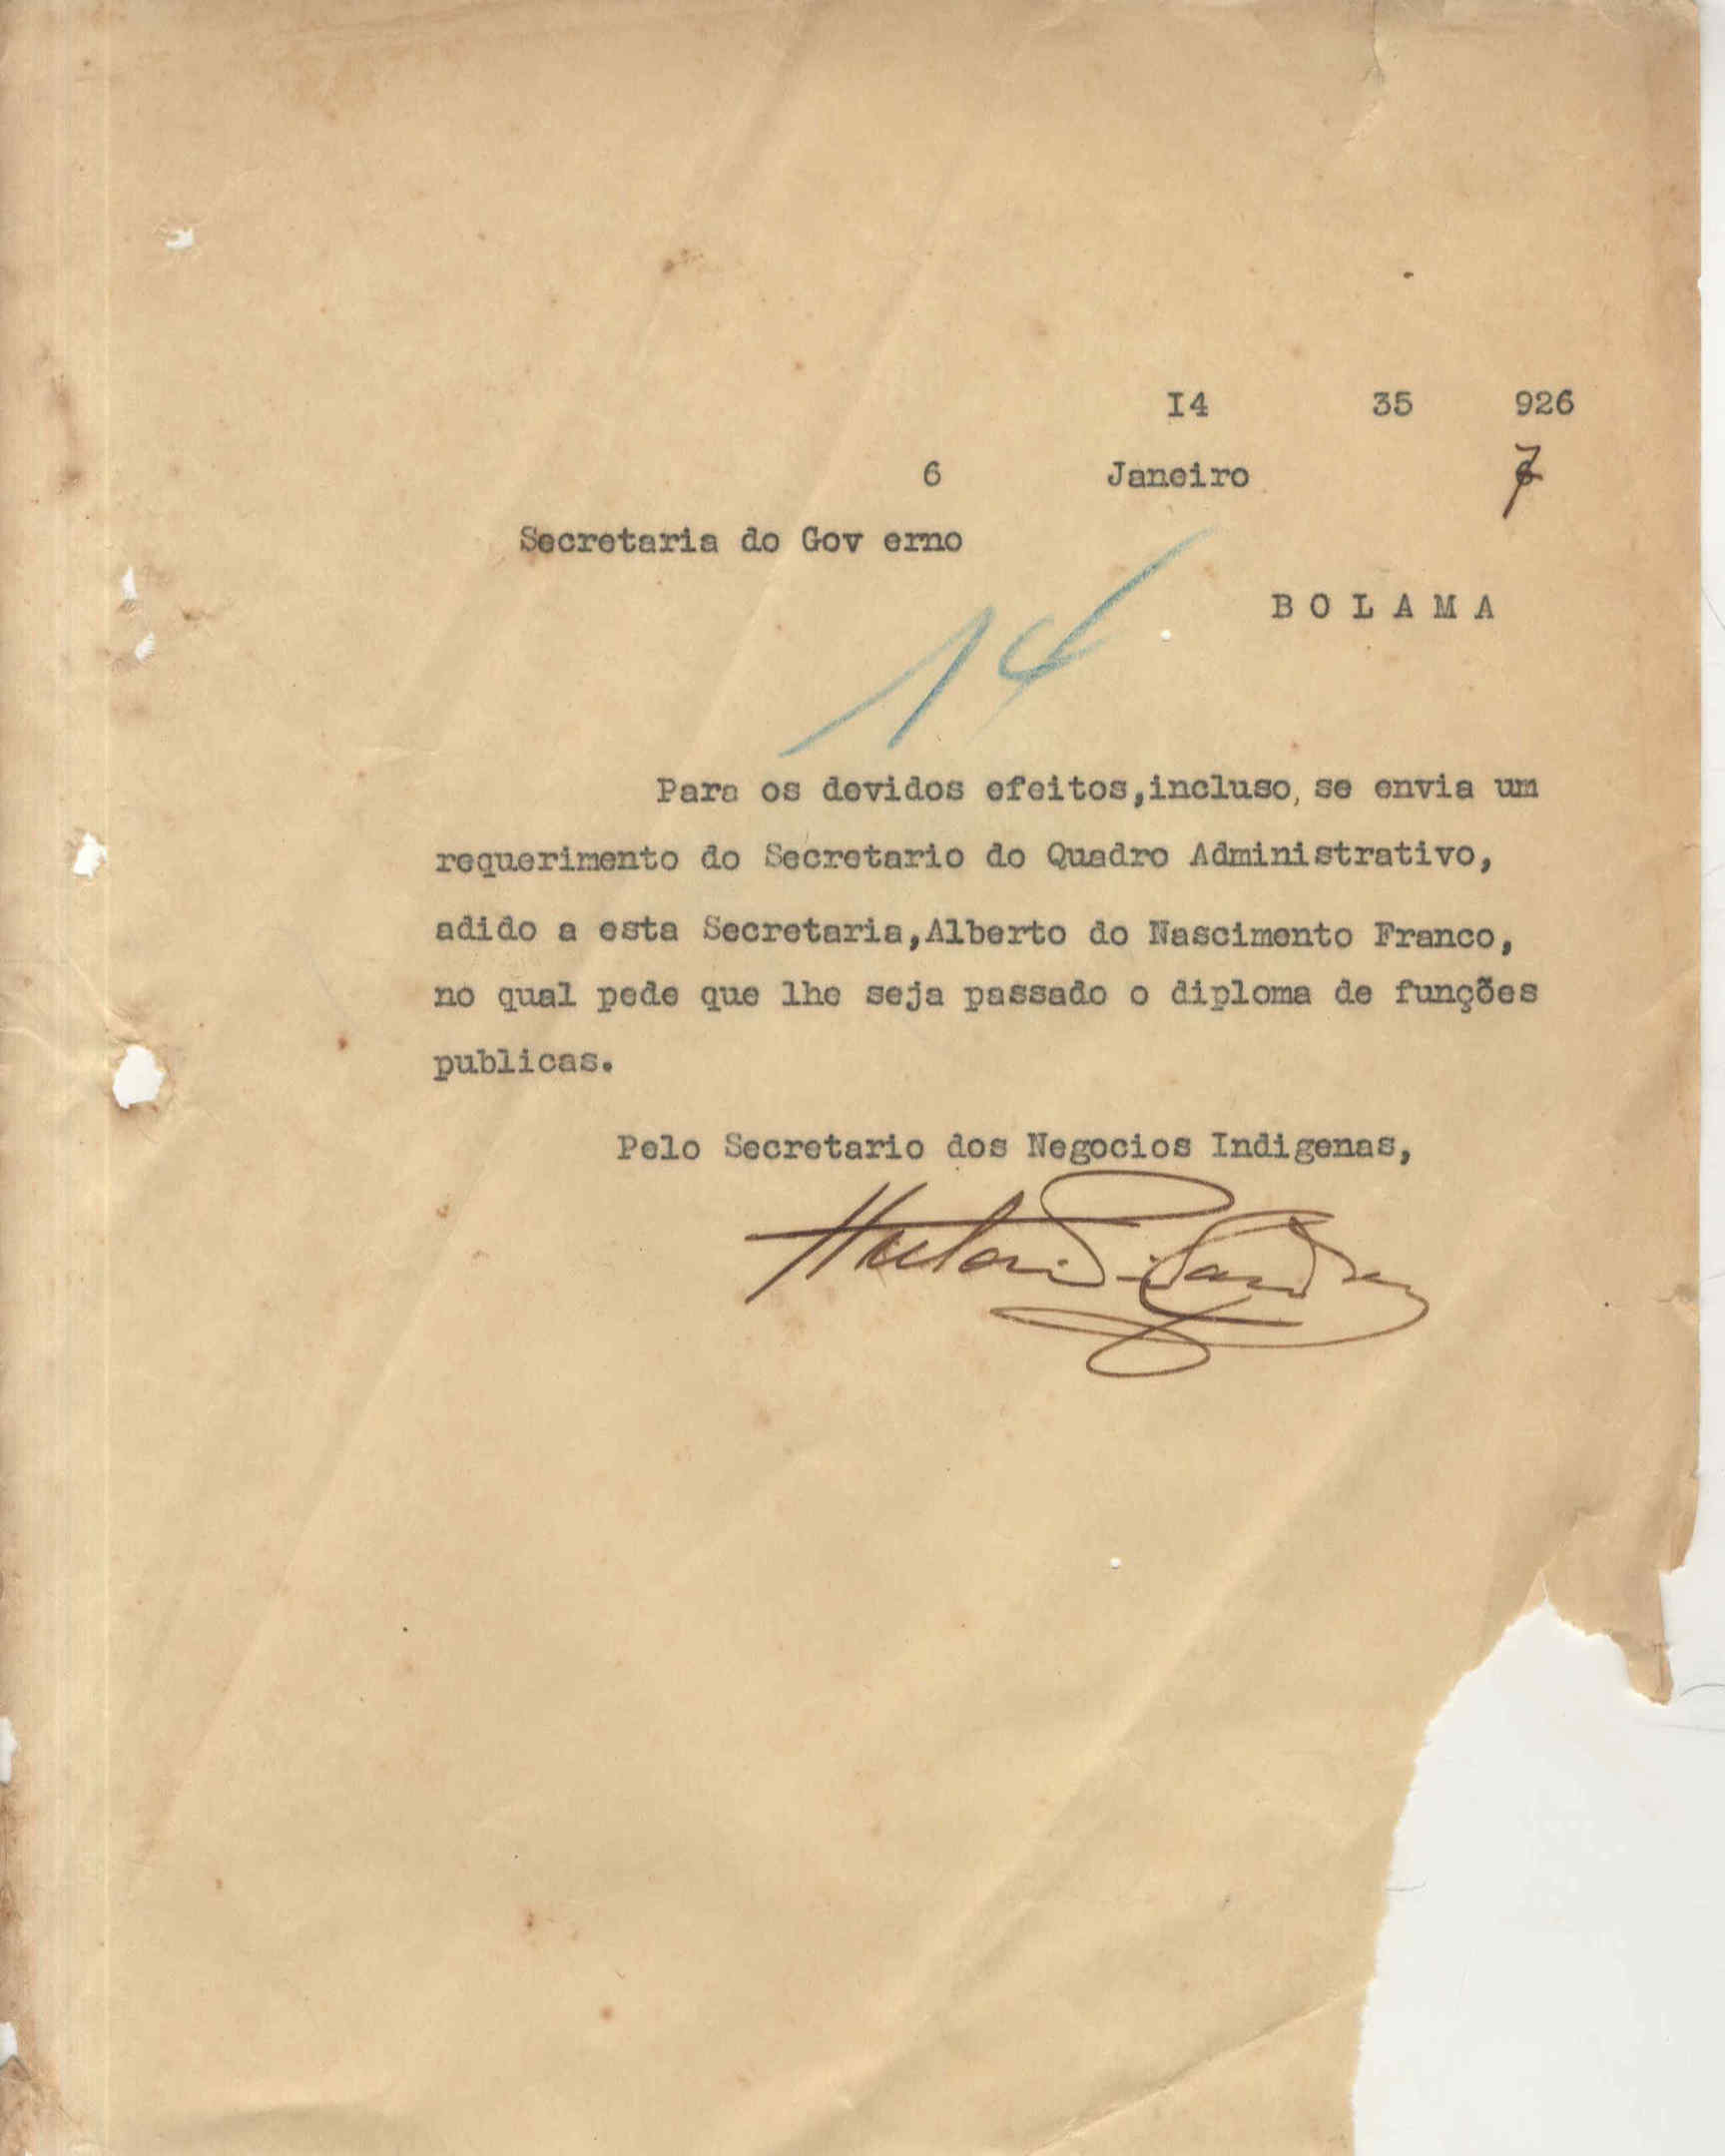 I4 35 926
6 Janeiro 7
Secretaria do Gov erno
B O L A M A
14
Para os devidos efeitos,incluso, se envia um
requerimento do Secretario do Quadro Administrativo,
adido a esta Secretaria,Alberto do Nascimento Franco,
no qual pede que lhe seja passado o diploma de funções
publicas.
Pelo Secretario dos Negocios Indigenas,